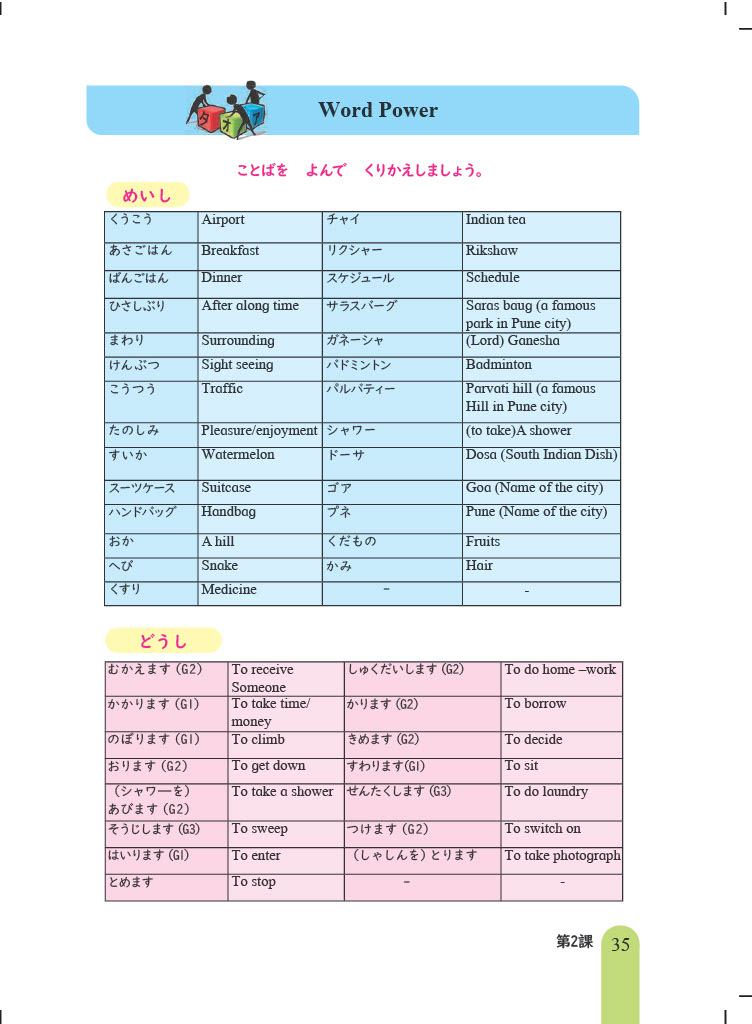 タ オ ア
Word Power
ことばを よんで くりかえしましょう。
めいし
くうこう Airport チャイ Indian tea
あさごはん Breakfast リクシャー Rikshaw
ばんごはん Dinner スケジュール Schedule
ひさしぶり After along time サラスバーグ Saras baug (a famous
park in Pune city)
まわり Surrounding ガネーシャ (Lord) Ganesha
けんぶつ Sight seeing バドミントン Badminton
こうつう Traffic パルバティー Parvati hill (a famous
Hill in Pune city)
たのしみ Pleasure/enjoyment シャワー (to take)A shower
すいか Watermelon ドーサ Dosa (South Indian Dish)
スーツケース Suitcase ゴア Goa (Name of the city)
ハンドバッグ Handbag プネ Pune (Name of the city)
おか A hill くだもの Fruits
へび Snake かみ Hair
くすり Medicine – -
どうし
むかえます (G2) To receive しゅくだいします (G2) To do home –work
Someone
かかります (G1) To take time/ かります (G2) To borrow
money
のぼります (G1) To climb きめます (G2) To decide
おります (G2) To get down すわります(G1) To sit
（シャワ―を） To take a shower せんたくします (G3) To do laundry
あびます (G2)
そうじします (G3) To sweep つけます (G2) To switch on
はいります (G1) To enter （しゃしんを）とります To take photograph
とめます To stop – -
第2課 35